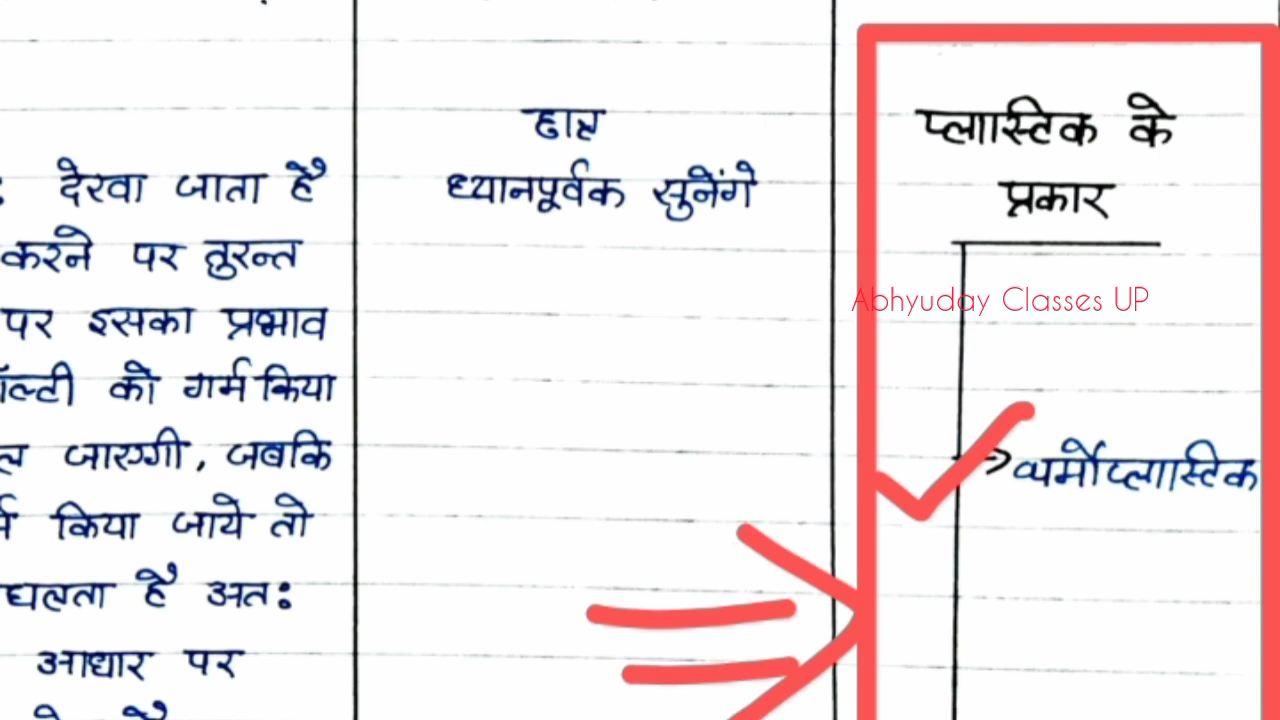 देखा जाता है
करने पर तुरन्त
पर इसका प्रभाव
को गर्म किया
जाएगी, जबकि
किया जाये तो
है अत:
आधार पर
छात्र
ध्यानपूर्वक सुनेंगे
प्लास्टिक के
प्रकार
Abhyuday Classes UP
थर्मोप्लास्टिक